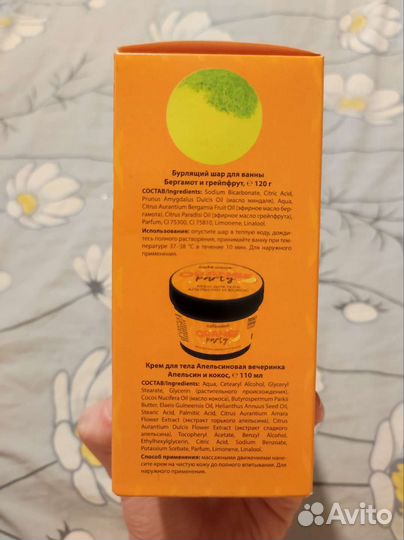 Бурлящий шар для ванны
Бергамот и грейпфрут, ℮ 120 г
СОСТАВ/Ingredients: Sodium Bicarbonate, Citric Acid,
Prunus Amygdalus Dulcis Oil (масло миндаля), Aqua,
Citrus Aurantium Bergamia Fruit Oil (эфирное масло бер-
гамота), Citrus Paradisi Oil (эфирное масло грейпфрута),
Parfum, CI 75300, CI 75810, Limonene, Linalool.
Использование: опустите шар в теплую воду, дожди-
тесь полного растворения, принимайте ванну при тем-
пературе 37-38 °C в течение 10 мин. Для наружного
применения.
ORANGE
party
ORANGE
party
Крем для тела Апельсиновая вечеринка
Апельсин и кокос, ℮ 110 мл
СОСТАВ/Ingredients: Aqua, Cetearyl Alcohol, Glyceryl
Stearate, Glycerin (растительный глицерин),
Cocos Nucifera Oil (масло кокоса), Butyrospermum Parkii
Butter, Elaeis Guineensis Oil, Helianthus Annuus Seed Oil,
Stearic Acid, Palmitic Acid, Citrus Aurantium Amara
Flower Extract (экстракт горького апельсина), Citrus
Aurantium Dulcis Flower Extract (экстракт сладкого
апельсина), Tocopheryl Acetate, Benzyl Alcohol,
Ethylhexylglycerin, Citric Acid, Sodium Benzoate,
Potassium Sorbate, Parfum, Limonene, Linalool.
Способ применения: массажными движениями нане-
сите крем на чистую кожу до полного впитывания. Для
наружного применения.
Avito